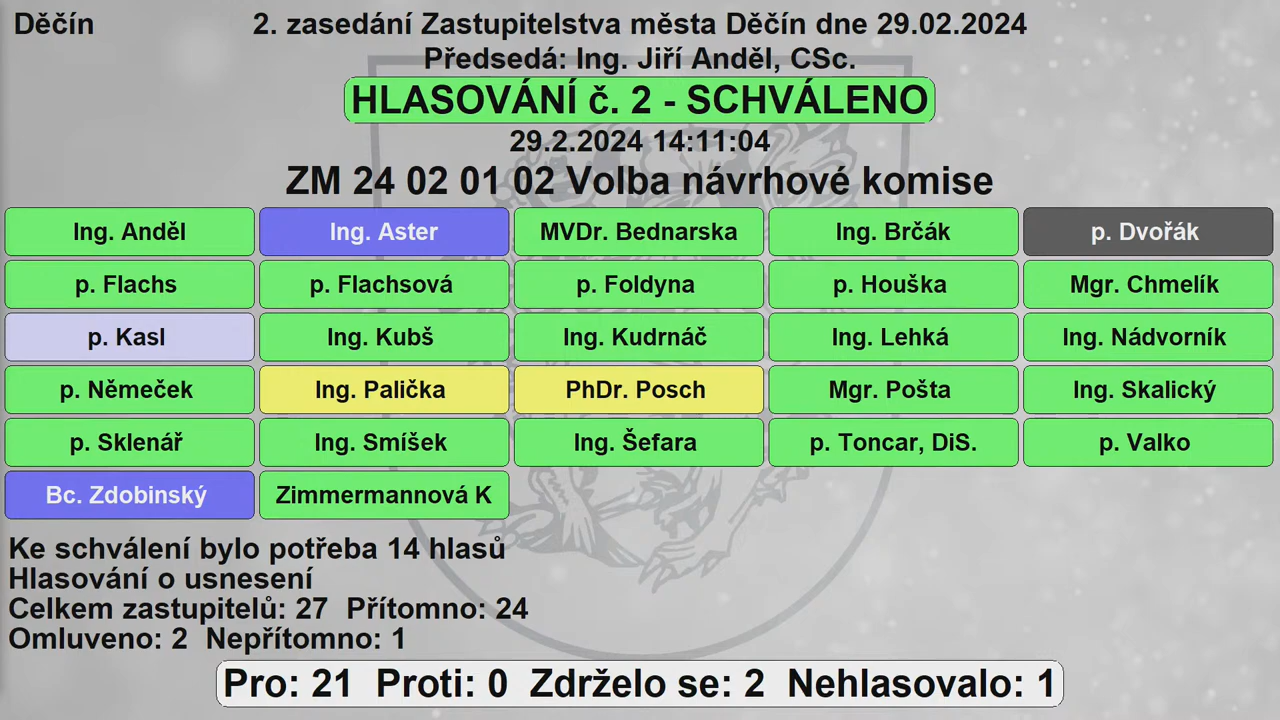 Děčín 2. zasedání Zastupitelstva města Děčín dne 29.02.2024
Předsedá: Ing. Jiří Anděl, CSc.
HLASOVÁNÍ č. 2 - SCHVÁLENO
29.2.2024 14:11:04
ZM 24 02 01 02 Volba návrhové komise
Ing. Anděl Ing. Aster MVDr. Bednarska Ing. Brčák p. Dvořák
p. Flachs p. Flachsová p. Foldyna p. Houška Mgr. Chmelík
p. Kasl Ing. Kubš Ing. Kudrnáč Ing. Lehká Ing. Nádvorník
p. Němeček Ing. Palička PhDr. Posch Mgr. Pošta Ing. Skalický
p. Sklenář Ing. Smíšek Ing. Šefara p. Toncar, DiS. p. Valko
Bc. Zdobinský Zimmermannová K
Ke schválení bylo potřeba 14 hlasů
Hlasování o usnesení
Celkem zastupitelů: 27 Přítomno: 24
Omluveno: 2 Nepřítomno: 1
Pro: 21 Proti: 0 Zdrželo se: 2 Nehlasovalo: 1